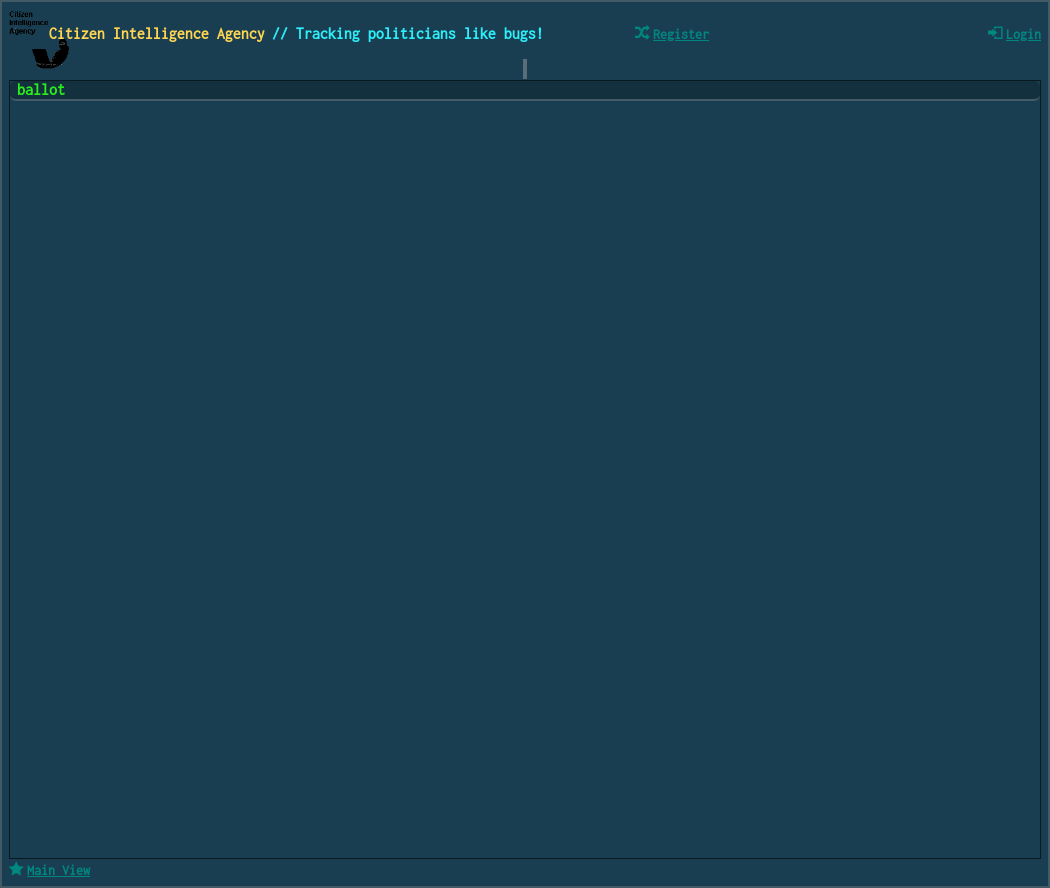 Citizen
Intelligence
Agency
Citizen Intelligence Agency // Tracking politicians like bugs!
Register
Login
ballot
Main View